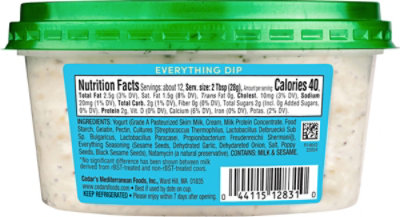 EVERYTHING DIP
Nutrition Facts Servings: about 12, Serv. size: 2 Tbsp (28g), Amount per serving: Calories 40,
Total Fat 2.5g (3% DV), Sat. Fat 1.5g (8% DV), Trans Fat 0g, Cholest. 10mg (3% DV), Sodium
20mg (1% DV), Total Carb. 2g (1% DV), Fiber 0g (0% DV), Total Sugars 2g (Incl. 0g Added Sugars,
0% DV), Protein 2g, Vit. D (0% DV), Calcium (6% DV), Iron (0% DV), Potas. (2% DV).
INGREDIENTS: Yogurt (Grade A Pasteurized Skim Milk, Cream, Milk Protein Concentrate, Food
Starch, Gelatin, Pectin, Cultures [Streptococcus Thermophilus, Lactobacillus Delbrueckii Sub
Sp. Bulgaricus, Lactobacillus Acidophilus, Propionibacterium Freudenreichii Shermanii]),
Everything Seasoning (Sesame Seeds, Dehydrated Garlic, Dehydrated Onion, Salt, Poppy
Seeds, Black Sesame Seeds), Natamycin (a natural preservative). CONTAINS: MILK & SESAME.
*No significant difference has been shown between milk
derived from rBST-treated and non-rBST-treated cows.
Cedar's Mediterranean Foods, Inc., Ward Hill, MA 01835
www.cedarsfoods.com • Best if used by date on cup.
KEEP REFRIGERATED • Please enjoy within 7 days after opening.
0 44115 12831 0